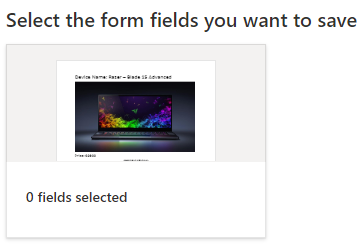 Select the form fields you want to save
Device Name: Razer – Blade 15 Advanced
0 fields selected